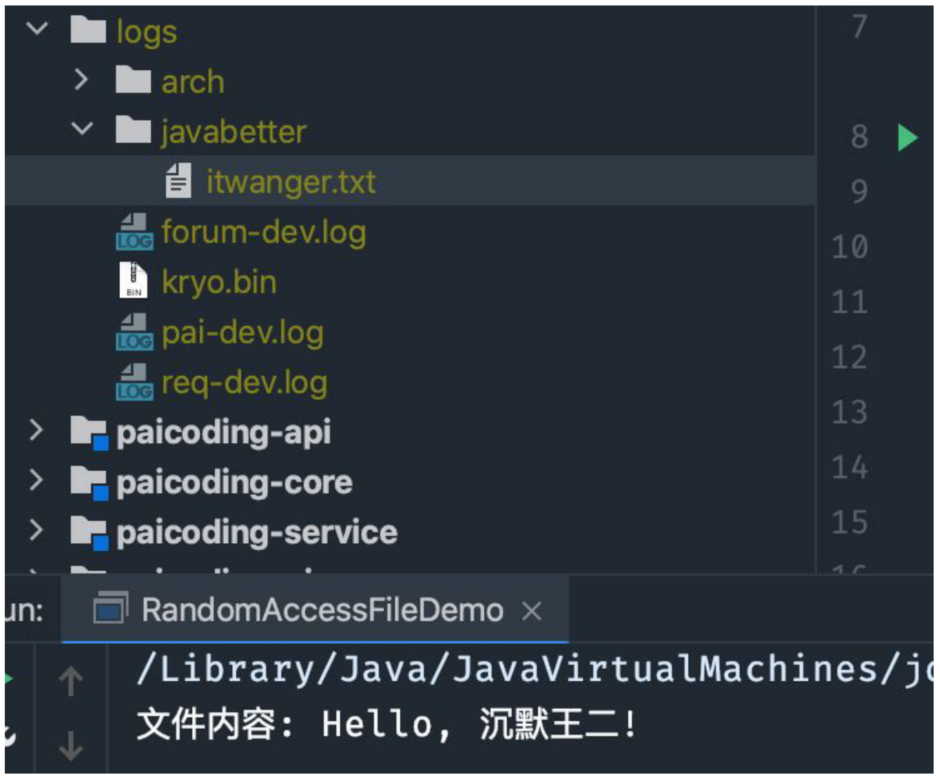 logs
arch
javabetter
itwanger.txt
LOG forum-dev.log
BIN kryo.bin
LOG pai-dev.log
LOG req-dev.log
paicoding-api
paicoding-core
paicoding-service
7
8
9
10
11
12
13
14
15
16
un: RandomAccessFileDemo ×
/Library/Java/JavaVirtualMachines/jd
文件内容: Hello, 沉默王二!